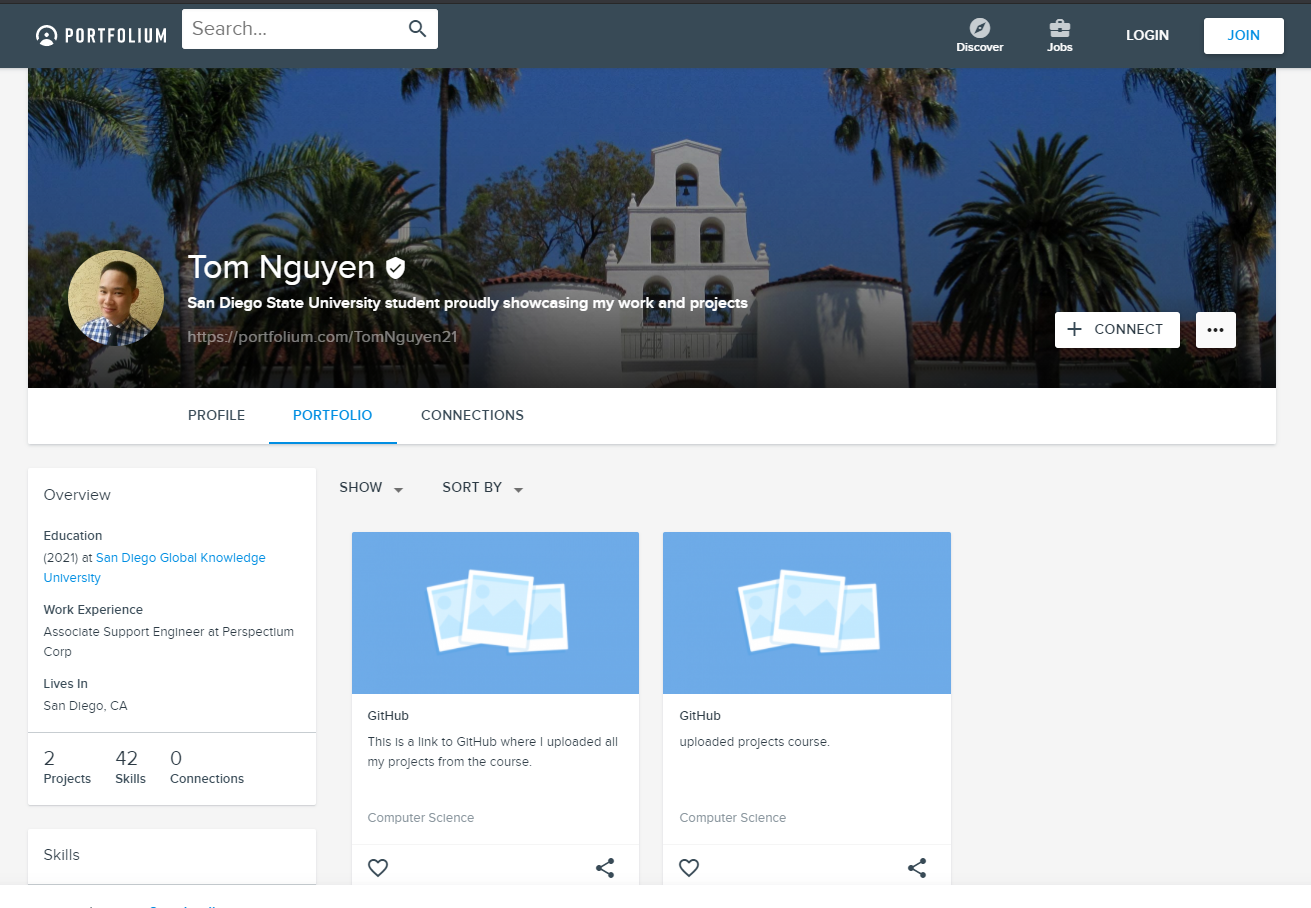 PORTFOLIUM
Search...
Discover
Jobs
LOGIN
JOIN
Tom Nguyen
San Diego State University student proudly showcasing my work and projects
https://portfolium.com/TomNguyen21
+ CONNECT
...
PROFILE
PORTFOLIO
CONNECTIONS
Overview
Education
(2021) at San Diego Global Knowledge
University
Work Experience
Associate Support Engineer at Perspectium
Corp
Lives In
San Diego, CA
2
Projects
42
Skills
0
Connections
Skills
SHOW
SORT BY
GitHub
This is a link to GitHub where I uploaded all
my projects from the course.
Computer Science
GitHub
uploaded projects course.
Computer Science